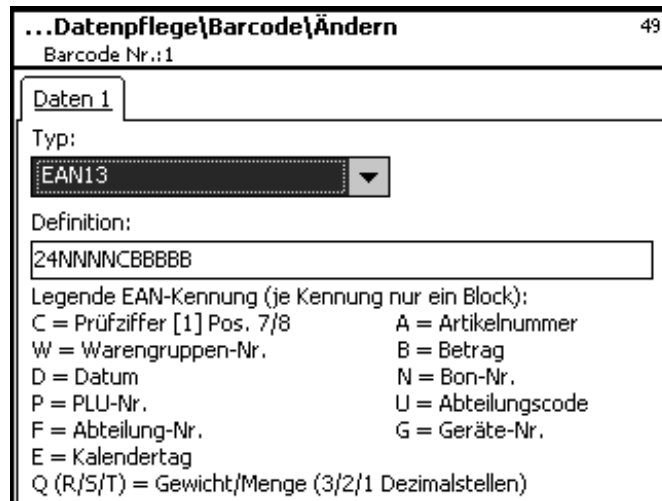 ...Datenpflege\Barcode\Ändern 49
Barcode Nr.:1
Daten 1
Typ:
EAN13
Definition:
24NNNNCBBBBB
Legende EAN-Kennung (je Kennung nur ein Block):
C = Prüfziffer [1] Pos. 7/8 A = Artikelnummer
W = Warengruppen-Nr. B = Betrag
D = Datum N = Bon-Nr.
P = PLU-Nr. U = Abteilungscode
F = Abteilung-Nr. G = Geräte-Nr.
E = Kalendertag
Q (R/S/T) = Gewicht/Menge (3/2/1 Dezimalstellen)